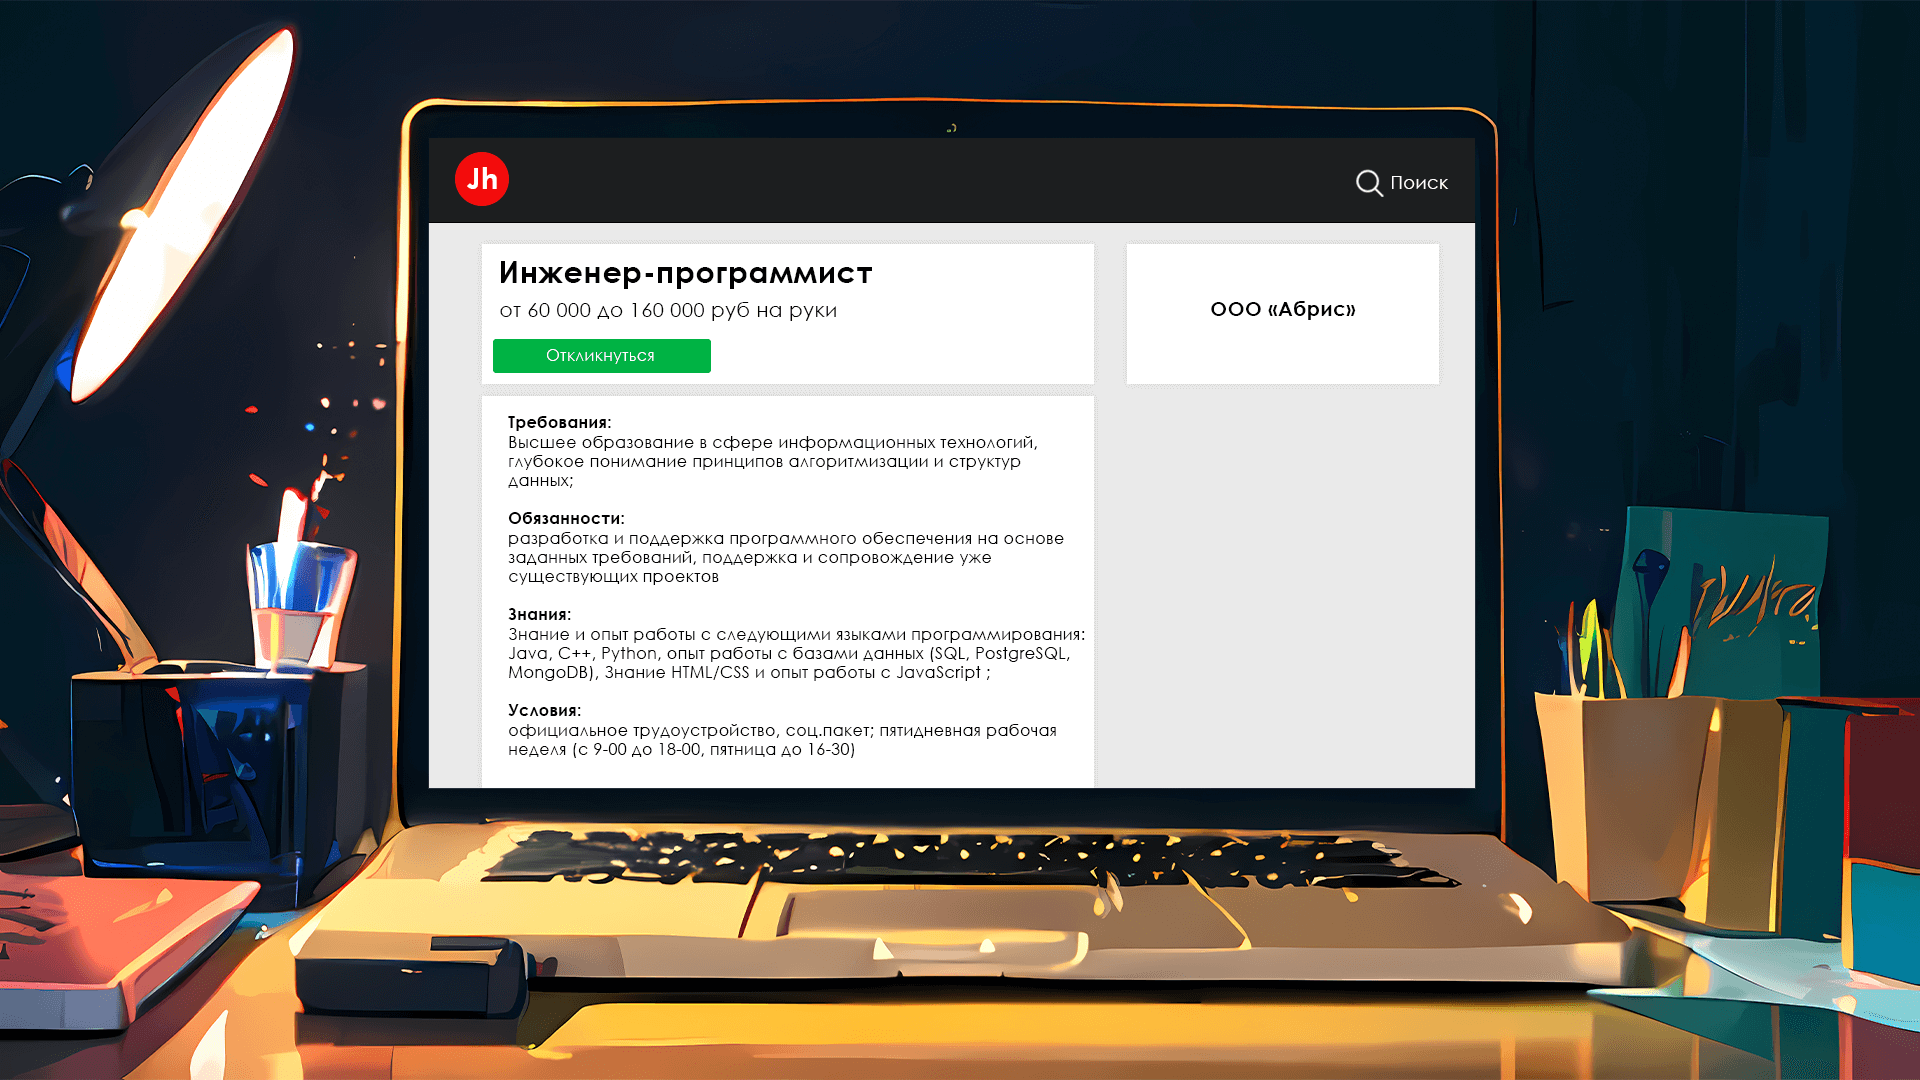 Jh
Поиск
Инженер-программист
от 60 000 до 160 000 руб на руки
Откликнуться
ООО «Абрис»
Требования:
Высшее образование в сфере информационных технологий,
глубокое понимание принципов алгоритмизации и структур
данных;
Обязанности:
разработка и поддержка программного обеспечения на основе
заданных требований, поддержка и сопровождение уже
существующих проектов
Знания:
Знание и опыт работы с следующими языками программирования:
Java, C++, Python, опыт работы с базами данных (SQL, PostgreSQL,
MongoDB), Знание HTML/CSS и опыт работы с JavaScript ;
Условия:
официальное трудоустройство, соц.пакет; пятидневная рабочая
неделя (с 9-00 до 18-00, пятница до 16-30)